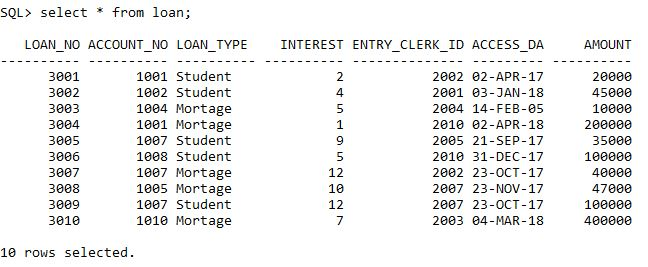 SQL> select * from loan;
LOAN_NO ACCOUNT_NO LOAN_TYPE INTEREST ENTRY_CLERK_ID ACCESS_DA AMOUNT
---------- ---------- ---------- ---------- -------------- --------- ----------
3001 1001 Student 2 2002 02-APR-17 20000
3002 1002 Student 4 2001 03-JAN-18 45000
3003 1004 Mortage 5 2004 14-FEB-05 10000
3004 1001 Mortage 1 2010 02-APR-18 200000
3005 1007 Student 9 2005 21-SEP-17 35000
3006 1008 Student 5 2010 31-DEC-17 100000
3007 1007 Mortage 12 2002 23-OCT-17 40000
3008 1005 Mortage 10 2007 23-NOV-17 47000
3009 1007 Student 12 2007 23-OCT-17 100000
3010 1010 Mortage 7 2003 04-MAR-18 400000
10 rows selected.